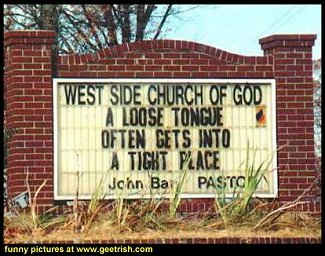 WEST SIDE CHURCH OF GOD
A LOOSE TONGUE
OFTEN GETS INTO
A TIGHT PLACE
John PASTOR
funny pictures at www.geetrish.com